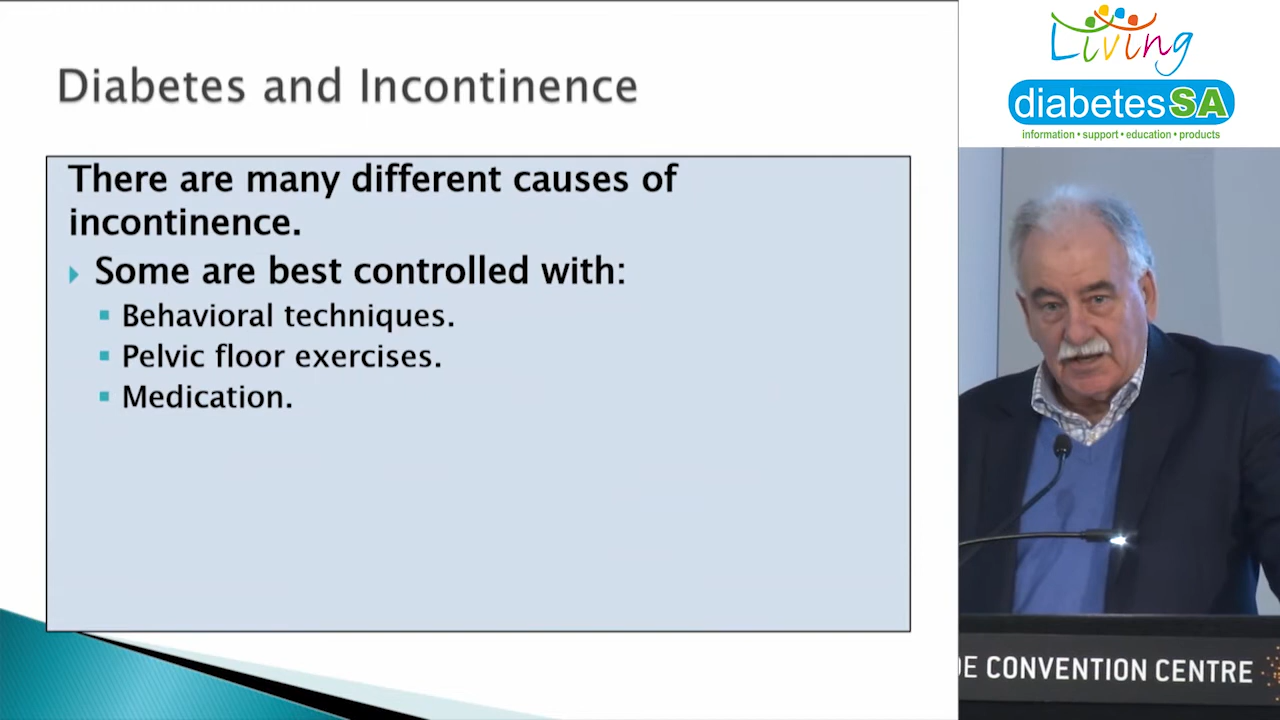 Diabetes and Incontinence
There are many different causes of
incontinence.
Some are best controlled with:
Behavioral techniques.
Pelvic floor exercises.
Medication.
Living
diabetesSA
information • support • education • products
DE CONVENTION CENTRE